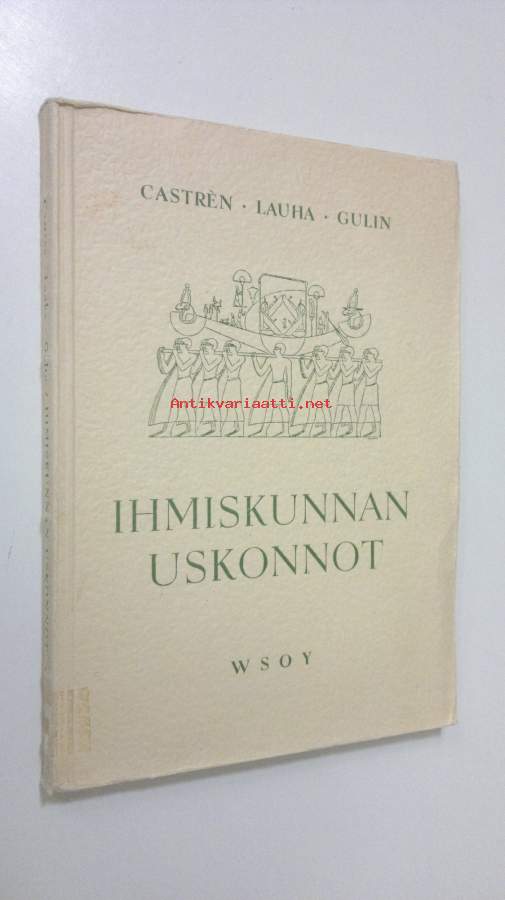 CASTRÈN · LAUHA · GULIN
Antikvariaatti.net
IHMISKUNNAN
USKONNOT
WSOY